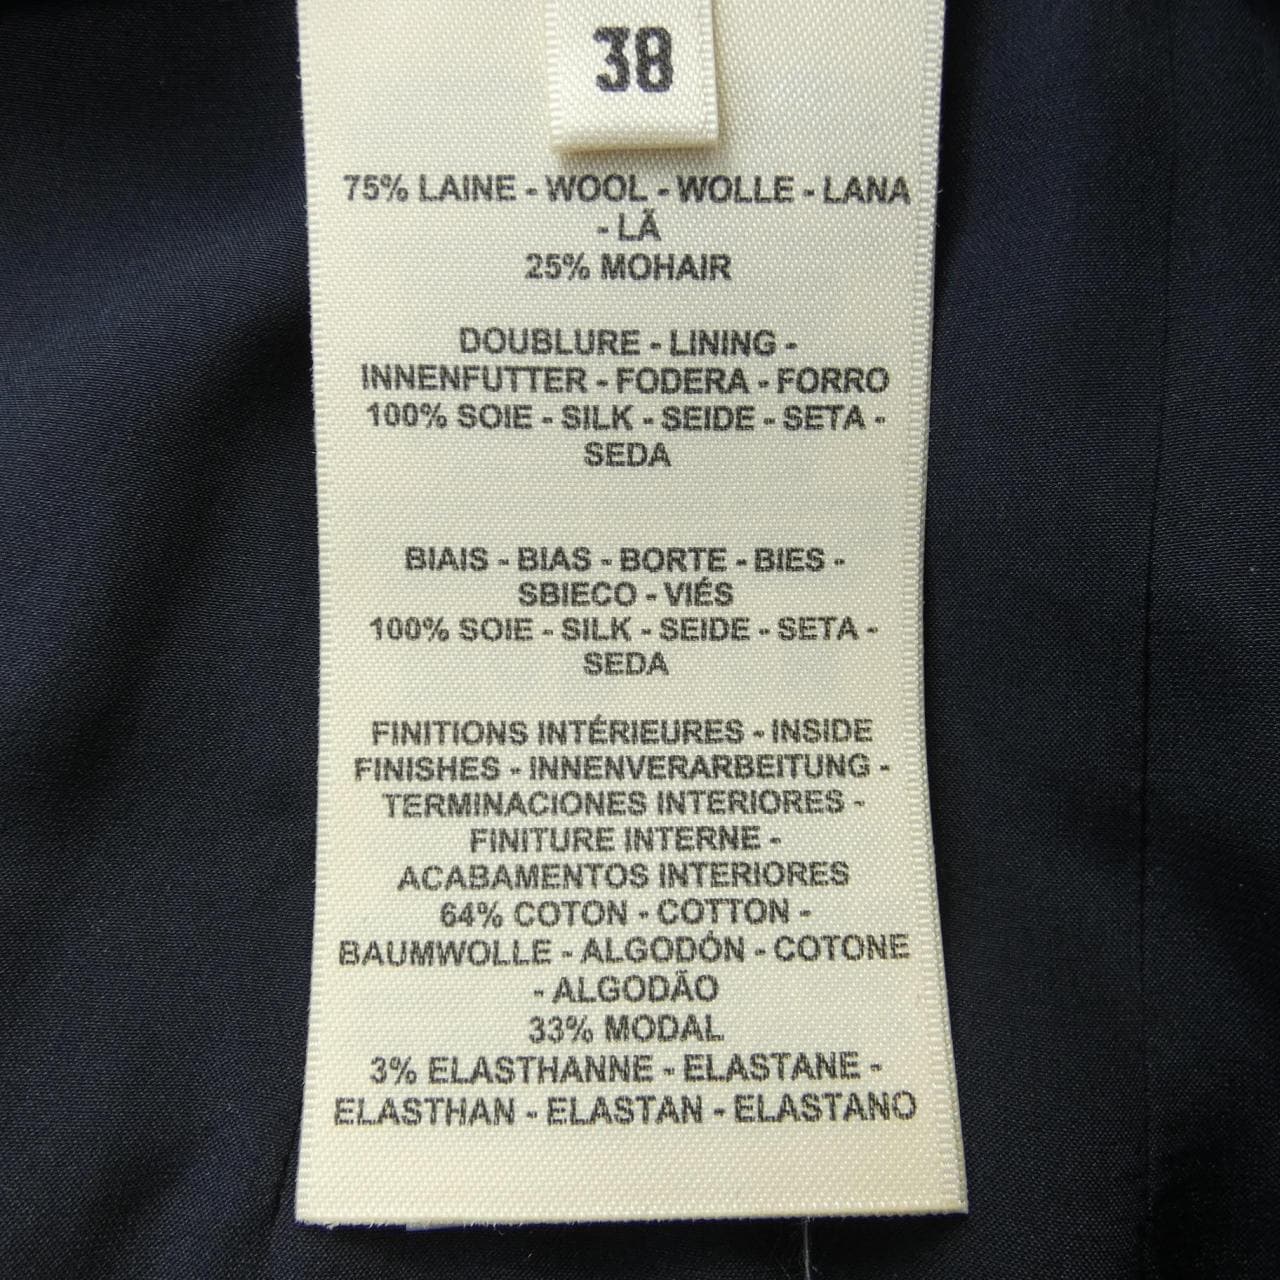 38
75% LAINE - WOOL - WOLLE - LANA
- LÃ
25% MOHAIR
DOUBLURE - LINING -
INNENFUTTER - FODERA - FORRO
100% SOIE - SILK - SEIDE - SETA -
SEDA
BIAIS - BIAS - BORTE - BIES -
SBIECO - VIÉS
100% SOIE - SILK - SEIDE - SETA -
SEDA
FINITIONS INTÉRIEURES - INSIDE
FINISHES - INNENVERARBEITUNG -
TERMINACIONES INTERIORES -
FINITURE INTERNE -
ACABAMENTOS INTERIORES
64% COTON - COTTON -
BAUMWOLLE - ALGODÓN - COTONE
- ALGODÃO
33% MODAL
3% ELASTHANNE - ELASTANE -
ELASTHAN - ELASTAN - ELASTANO